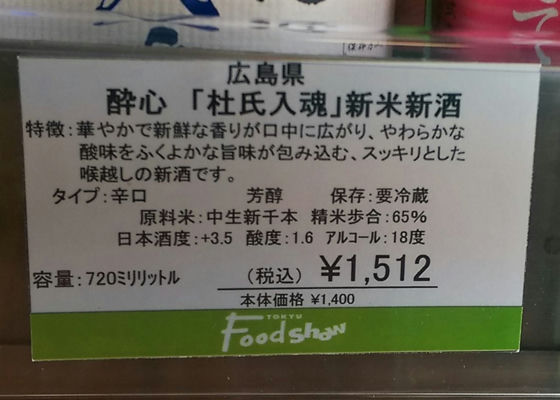 広島県
酔心 「杜氏入魂」新米新酒
特徴：華やかで新鮮な香りが口中に広がり、やわらかな
酸味をふくよかな旨味が包み込む、スッキリとした
喉越しの新酒です。
タイプ：辛口 芳醇 保存：要冷蔵
原料米：中生新千本 精米歩合：65%
日本酒度：+3.5 酸度：1.6 アルコール：18度
容量：720ミリリットル （税込） ¥1,512
本体価格 ¥1,400
TOKYU
Food show